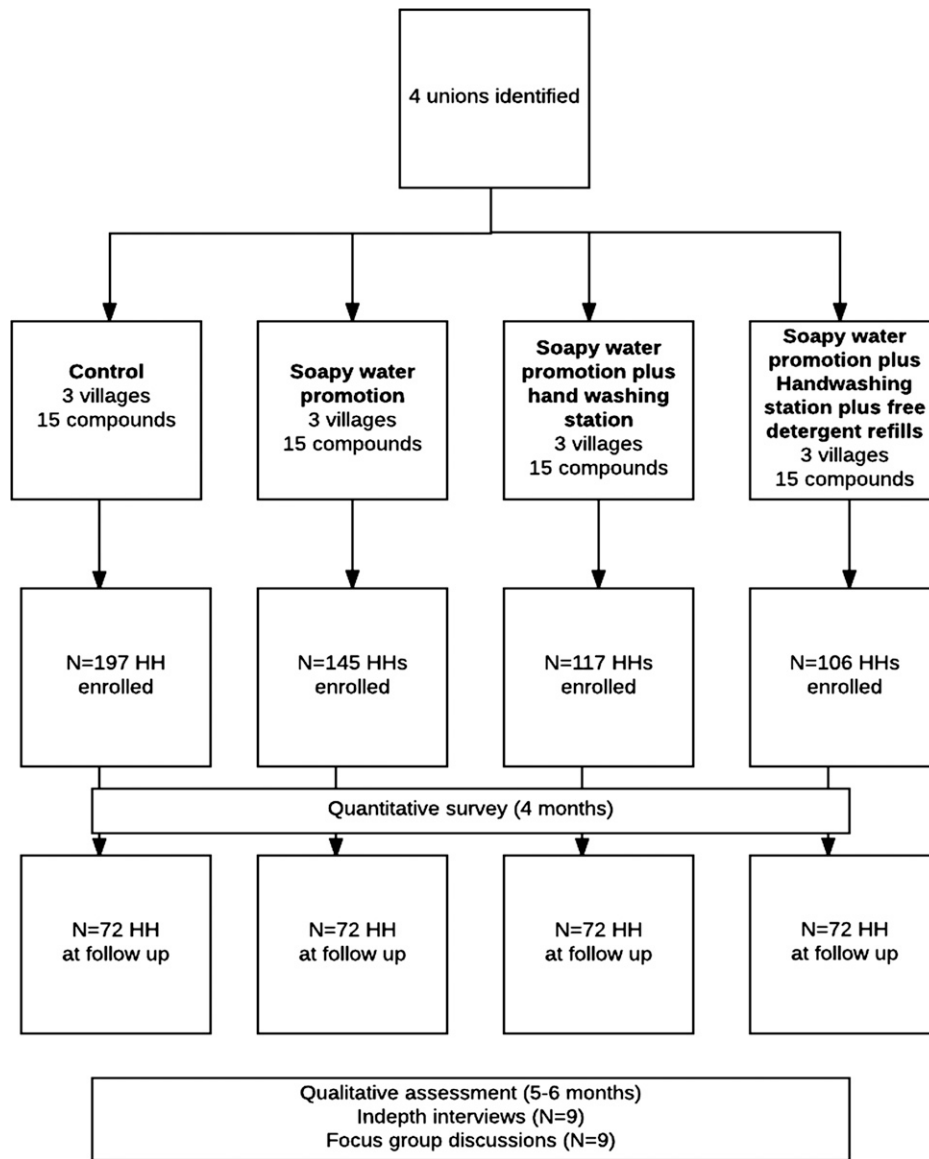 4 unions identified
Control
3 villages
15 compounds
Soapy water
promotion
3 villages
15 compounds
Soapy water
promotion plus
hand washing
station
3 villages
15 compounds
Soapy water
promotion plus
Handwashing
station plus free
detergent refills
3 villages
15 compounds
N=197 HH
enrolled
N=145 HHs
enrolled
N=117 HHs
enrolled
N=106 HHs
enrolled
Quantitative survey (4 months)
N=72 HH
at follow up
N=72 HH
at follow up
N=72 HH
at follow up
N=72 HH
at follow up
Qualitative assessment (5-6 months)
Indepth interviews (N=9)
Focus group discussions (N=9)